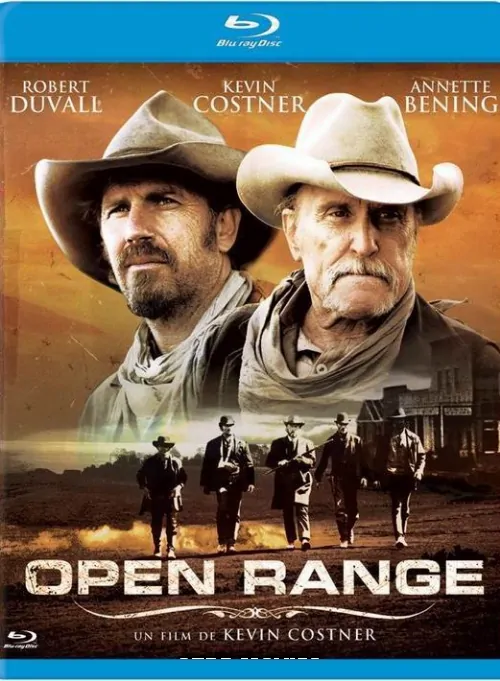 Blu-ray Disc
ROBERT KEVIN ANNETTE
DUVALL COSTNER BENING
OPEN RANGE
UN FILM DE KEVIN COSTNER
Blu-ray Disc